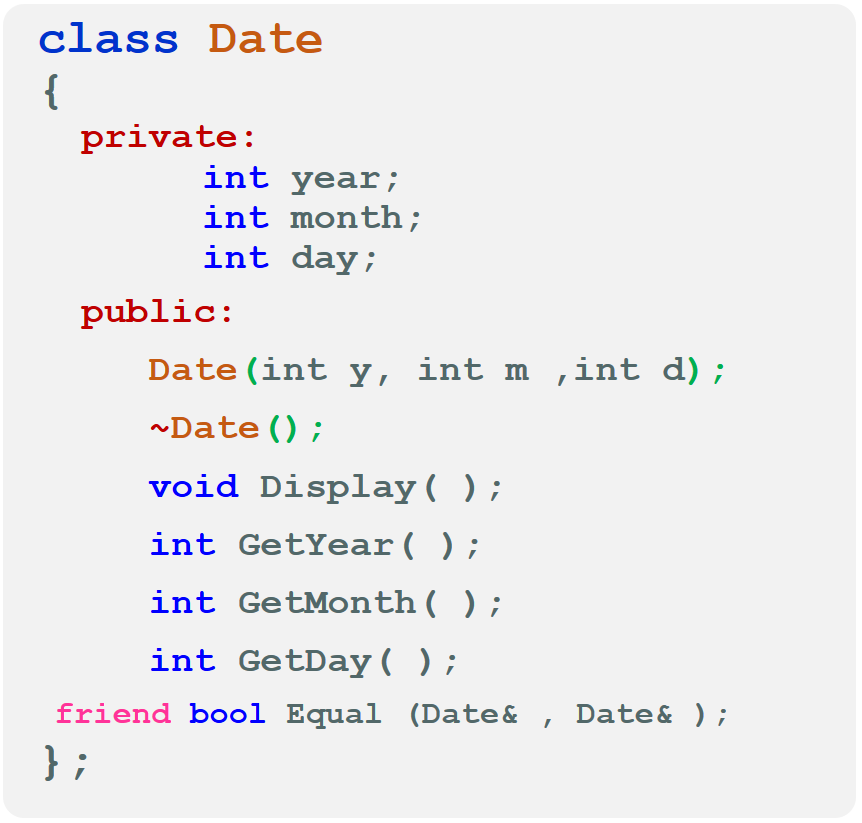 class Date
{
private:
int year;
int month;
int day;
public:
Date(int y, int m ,int d);
~Date();
void Display( );
int GetYear( );
int GetMonth( );
int GetDay( );
friend bool Equal (Date& , Date& );
};